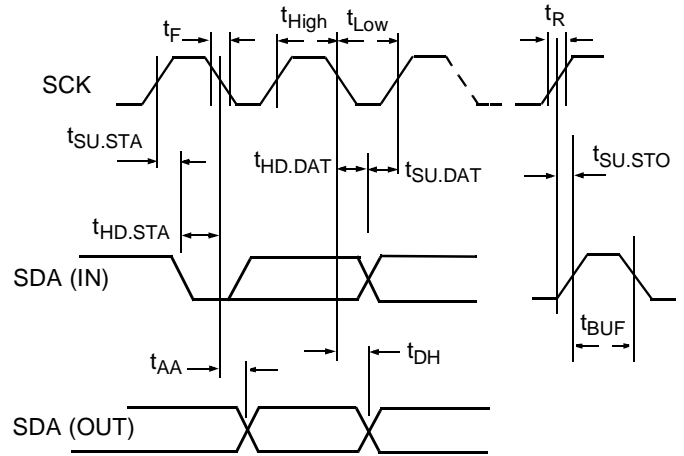 tF
tHigh
tLow
tR
SCK
tSU.STA
tHD.DAT
tSU.DAT
tSU.STO
tHD.STA
SDA (IN)
tBUF
tAA
tDH
SDA (OUT)